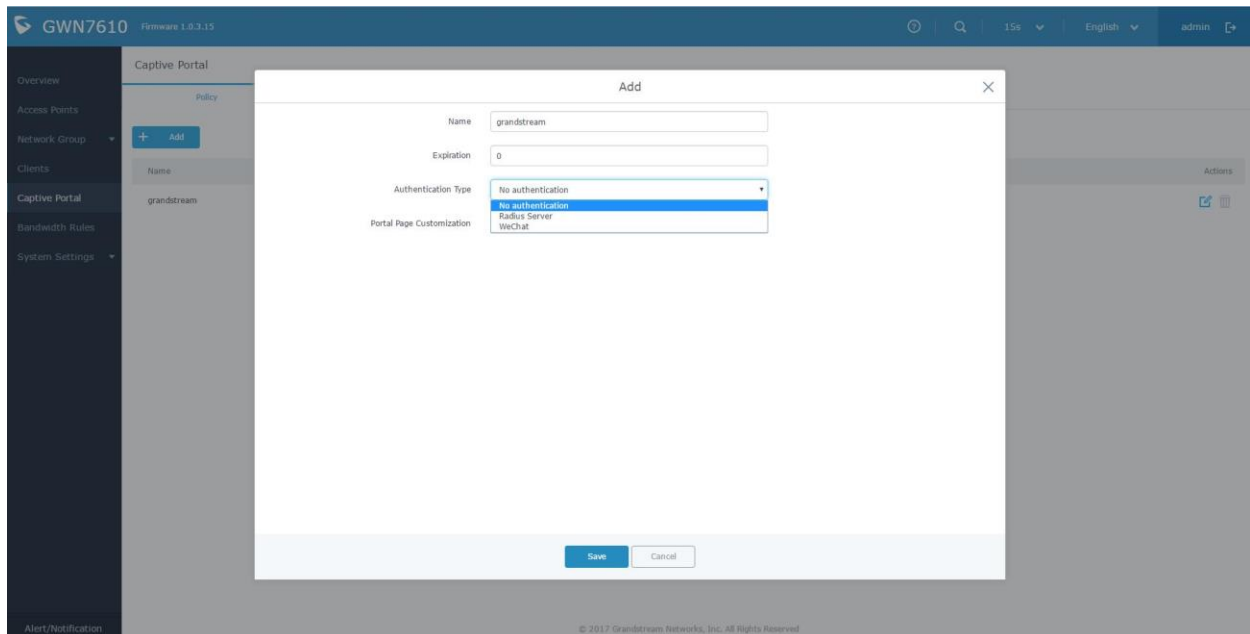 GWN7610 Firmware 1.0.3.15 15s English admin
Captive Portal
Overview
Access Points
Network Group
Clients
Captive Portal
Bandwidth Rules
System Settings
Alert/Notification
Policy
+ Add
Name Actions
grandstream
Add
Name grandstream
Expiration 0
Authentication Type No authentication
No authentication
Radius Server
WeChat
Portal Page Customization
Save Cancel
© 2017 Grandstream Networks, Inc. All Rights Reserved